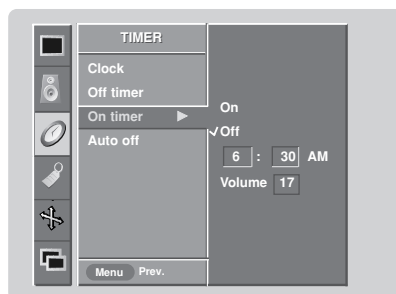 TIMER
Clock
Off timer
On timer ▶
Auto off
On
✓Off
6 : 30 AM
Volume 17
Menu Prev.